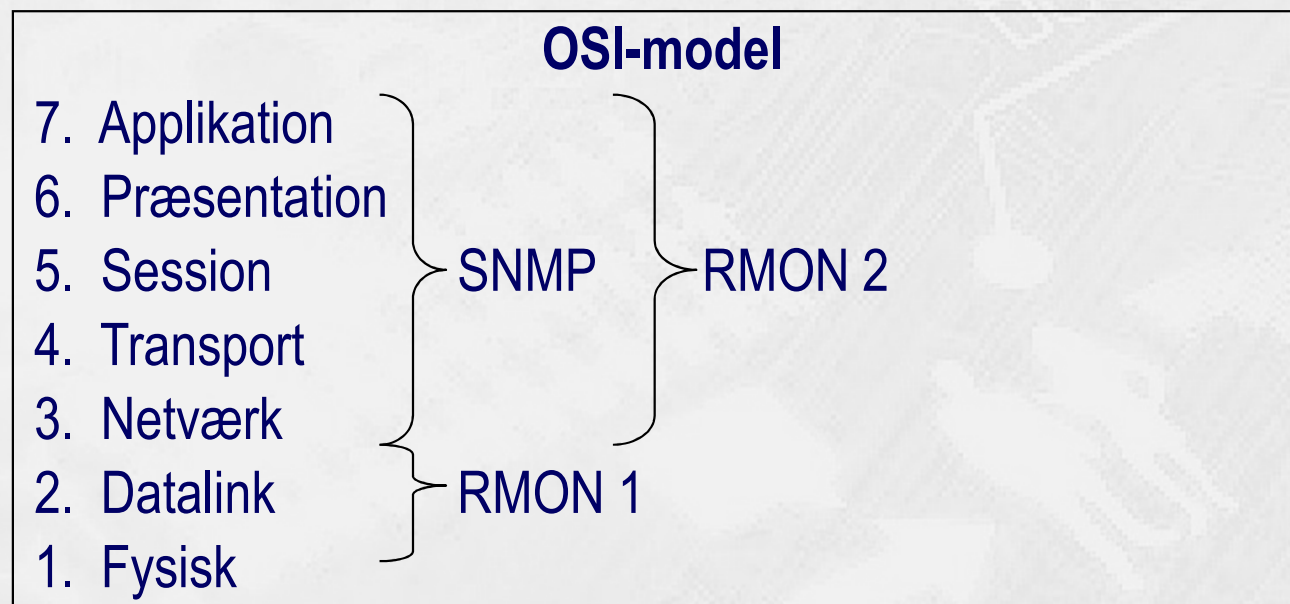 OSI-model
7. Applikation
6. Præsentation
5. Session SNMP RMON 2
4. Transport
3. Netværk
2. Datalink RMON 1
1. Fysisk